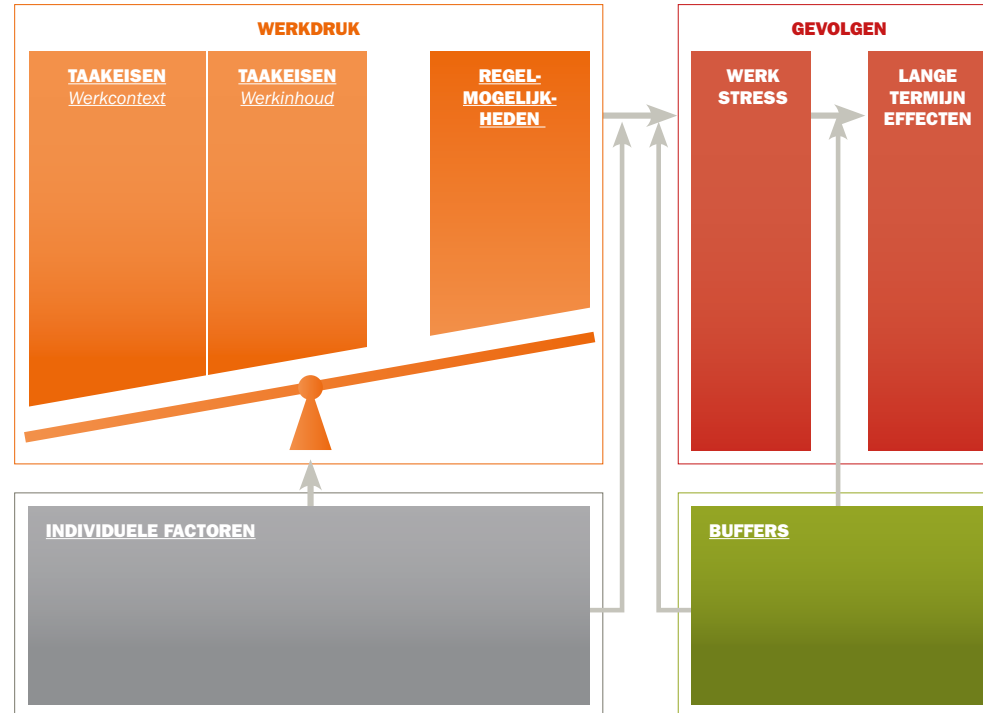 WERKDRUK
TAAKEISEN
Werkcontext
TAAKEISEN
Werkinhoud
REGEL-
MOGELIJK-
HEDEN
GEVOLGEN
WERK
STRESS
LANGE
TERMIJN
EFFECTEN
INDIVIDUELE FACTOREN
BUFFERS